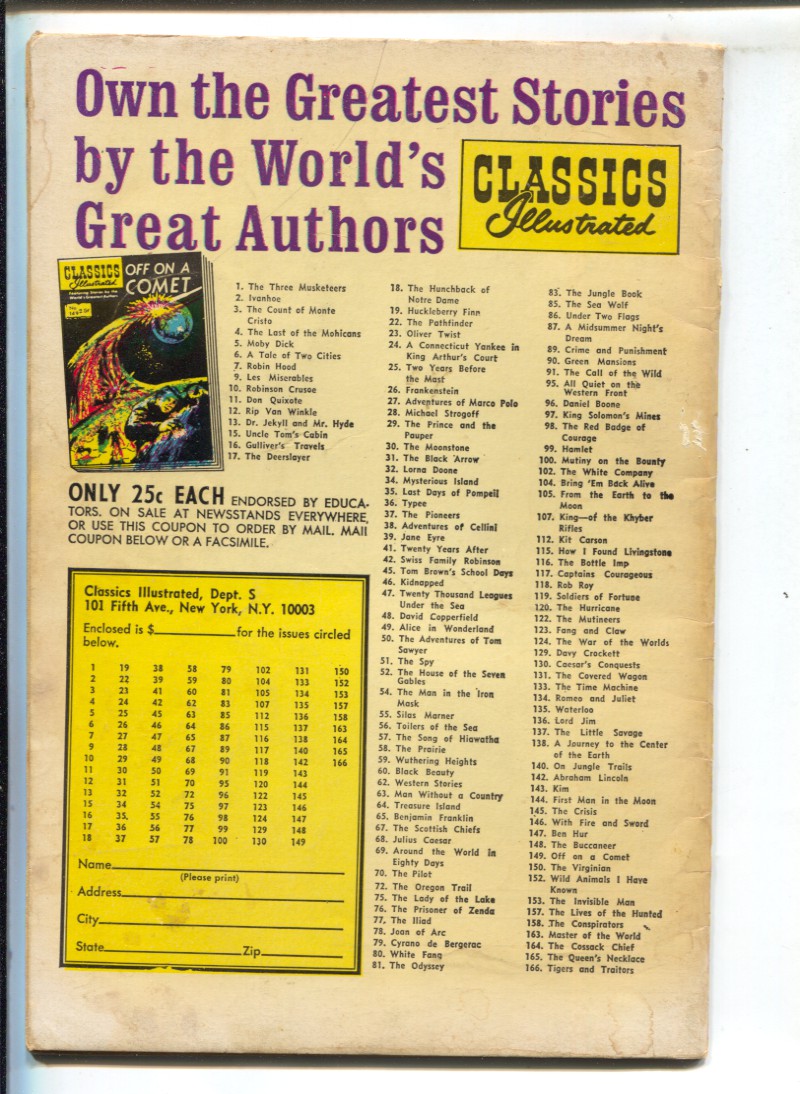 Own the Greatest Stories
by the World's
Great Authors
CLASSICS
Illustrated
CLASSICS
Illustrated
Featuring Stories by the
World's Greatest Authors
OFF ON A
COMET
1. The Three Musketeers
2. Ivanhoe
3. The Count of Monte
Cristo
4. The Last of the Mohicans
5. Moby Dick
6. A Tale of Two Cities
7. Robin Hood
9. Les Miserables
10. Robinson Crusoe
11. Don Quixote
12. Rip Van Winkle
13. Dr. Jekyll and Mr. Hyde
15. Uncle Tom's Cabin
16. Gulliver's Travels
17. The Deerslayer
ONLY 25c EACH ENDORSED BY EDUCA-
TORS. ON SALE AT NEWSSTANDS EVERYWHERE,
OR USE THIS COUPON TO ORDER BY MAIL. MAIL
COUPON BELOW OR A FACSIMILE.
Classics Illustrated, Dept. S
101 Fifth Ave., New York, N.Y. 10003
Enclosed is $ for the issues circled
below.
1 19 38 58 79 102 131 150
2 22 39 59 80 104 133 152
3 23 41 60 81 105 134 153
4 24 42 62 83 107 135 157
5 25 45 63 85 112 136 158
6 26 46 64 86 115 137 163
7 27 47 65 87 116 138 164
9 28 48 67 89 117 140 165
10 29 49 68 90 118 142 166
11 30 50 69 91 119 143
12 31 51 70 95 120 144
13 32 52 72 96 122 145
15 34 54 75 97 123 146
16 35 55 76 98 124 147
17 36 56 77 99 129 148
18 37 57 78 100 130 149
Name
(Please print)
Address
City
State Zip
18. The Hunchback of
Notre Dame
19. Huckleberry Finn
22. The Pathfinder
23. Oliver Twist
24. A Connecticut Yankee in
King Arthur's Court
25. Two Years Before
the Mast
26. Frankenstein
27. Adventures of Marco Polo
28. Michael Strogoff
29. The Prince and the
Pauper
30. The Moonstone
31. The Black Arrow
32. Lorna Doone
34. Mysterious Island
35. Last Days of Pompeii
36. Typee
37. The Pioneers
38. Adventures of Cellini
39. Jane Eyre
41. Twenty Years After
42. Swiss Family Robinson
45. Tom Brown's School Days
46. Kidnapped
47. Twenty Thousand Leagues
Under the Sea
48. David Copperfield
49. Alice in Wonderland
50. The Adventures of Tom
Sawyer
51. The Spy
52. The House of the Seven
Gables
54. The Man in the Iron
Mask
55. Silas Marner
56. Toilers of the Sea
57. The Song of Hiawatha
58. The Prairie
59. Wuthering Heights
60. Black Beauty
62. Western Stories
63. Man Without a Country
64. Treasure Island
65. Benjamin Franklin
67. The Scottish Chiefs
68. Julius Caesar
69. Around the World in
Eighty Days
70. The Pilot
72. The Oregon Trail
75. The Lady of the Lake
76. The Prisoner of Zenda
77. The Iliad
78. Joan of Arc
79. Cyrano de Bergerac
80. White Fang
81. The Odyssey
83. The Jungle Book
85. The Sea Wolf
86. Under Two Flags
87. A Midsummer Night's
Dream
89. Crime and Punishment
90. Green Mansions
91. The Call of the Wild
95. All Quiet on the
Western Front
96. Daniel Boone
97. King Solomon's Mines
98. The Red Badge of
Courage
99. Hamlet
100. Mutiny on the Bounty
102. The White Company
104. Bring 'Em Back Alive
105. From the Earth to the
Moon
107. King—of the Khyber
Rifles
112. Kit Carson
115. How I Found Livingstone
116. The Bottle Imp
117. Captains Courageous
118. Rob Roy
119. Soldiers of Fortune
120. The Hurricane
122. The Mutineers
123. Fang and Claw
124. The War of the Worlds
129. Davy Crockett
130. Caesar's Conquests
131. The Covered Wagon
133. The Time Machine
134. Romeo and Juliet
135. Waterloo
136. Lord Jim
137. The Little Savage
138. A Journey to the Center
of the Earth
140. On Jungle Trails
142. Abraham Lincoln
143. Kim
144. First Man in the Moon
145. The Crisis
146. With Fire and Sword
147. Ben Hur
148. The Buccaneer
149. Off on a Comet
150. The Virginian
152. Wild Animals I Have
Known
153. The Invisible Man
157. The Lives of the Hunted
158. The Conspirators
163. Master of the World
164. The Cossack Chief
165. The Queen's Necklace
166. Tigers and Traitors